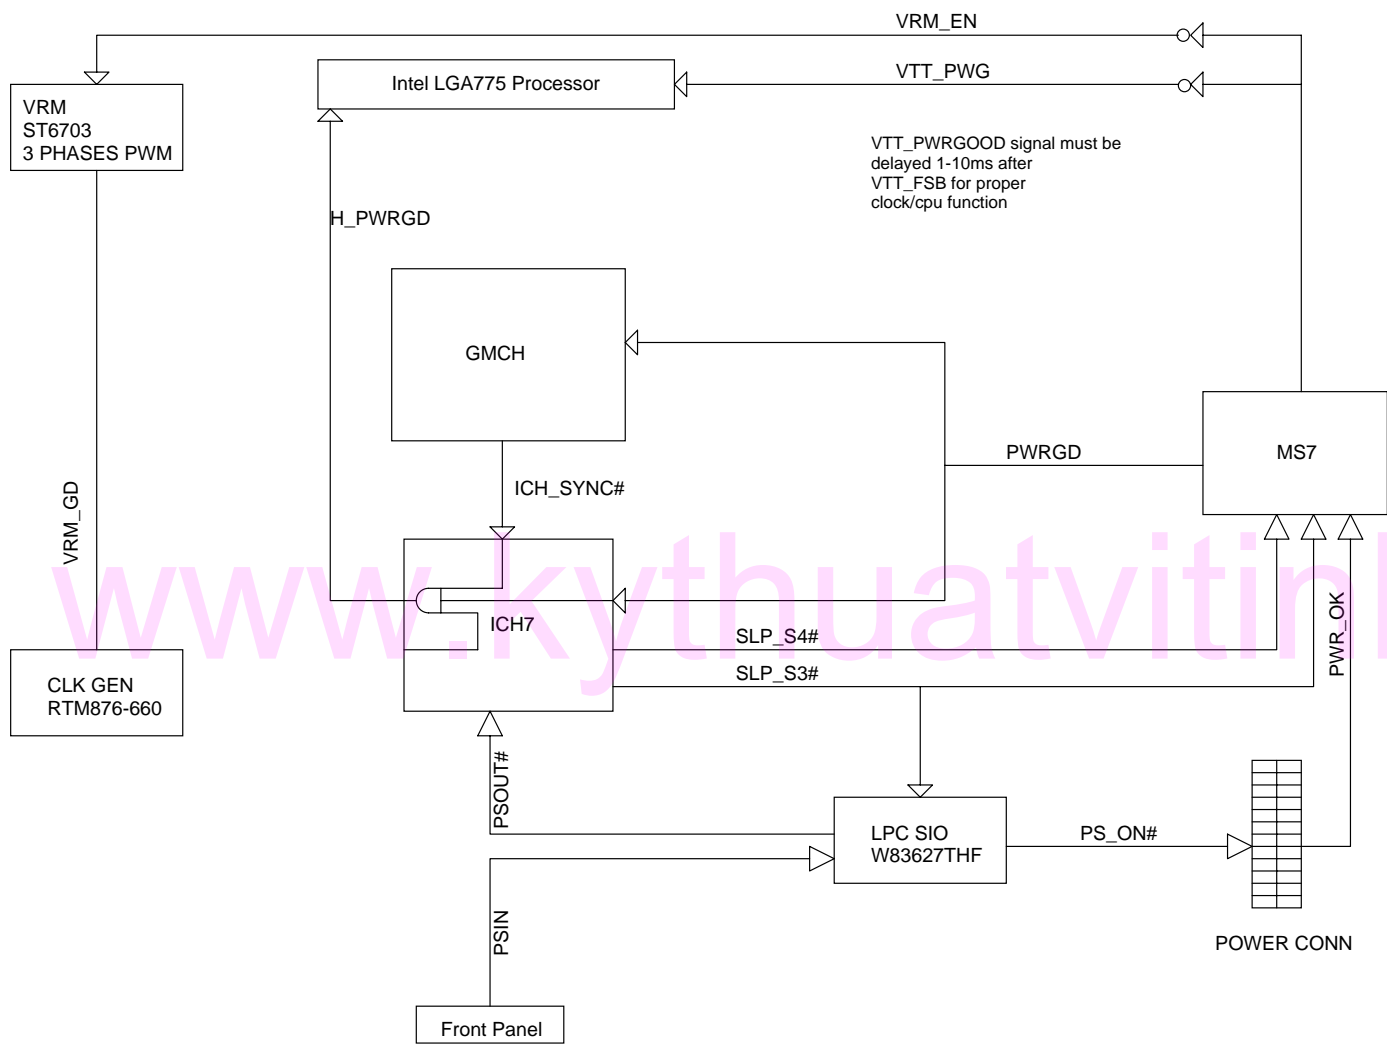 VRM_EN
Intel LGA775 Processor
VTT_PWG
VRM
ST6703
3 PHASES PWM
VTT_PWRGOOD signal must be
delayed 1-10ms after
VTT_FSB for proper
clock/cpu function
H_PWRGD
GMCH
PWRGD
MS7
ICH_SYNC#
VRM_GD
www.kythuatvitinh
ICH7
SLP_S4#
SLP_S3#
PWR_OK
CLK GEN
RTM876-660
PSOUT#
LPC SIO
W83627THF
PS_ON#
PSIN
POWER CONN
Front Panel